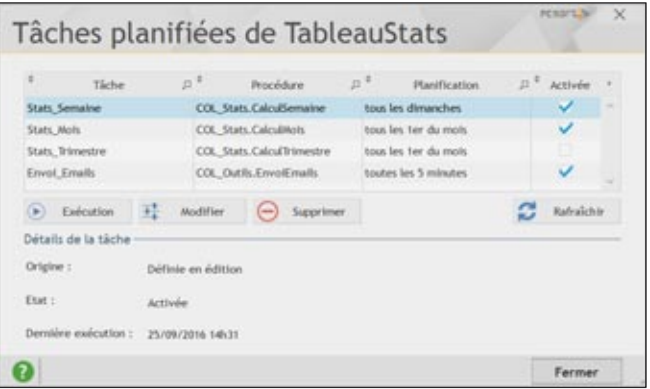 PCSOFT
Tâches planifiées de TableauStats
Tâche Procédure Planification Activée
Stats_Semaine COL_Stats.CalculSemaine tous les dimanches
Stats_Mois COL_Stats.CalculMois tous les 1er du mois
Stats_Trimestre COL_Stats.CalculTrimestre tous les 1er du mois
Envoi_Emails COL_Outils.EnvoiEmails toutes les 5 minutes
Exécution Modifier Supprimer Rafraîchir
Détails de la tâche
Origine : Définie en édition
Etat : Activée
Dernière exécution : 25/09/2016 14h31
? Fermer